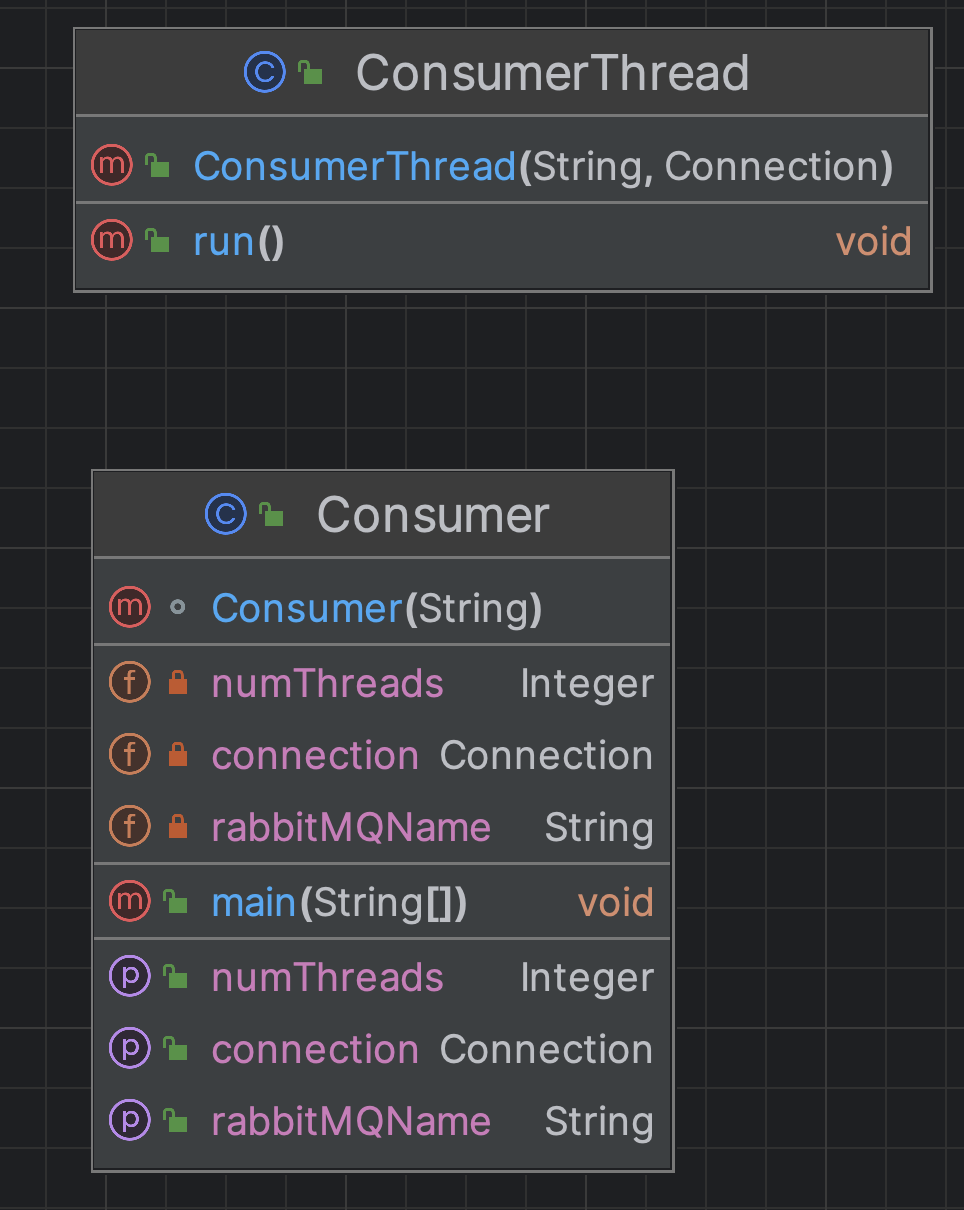 C ConsumerThread
m ConsumerThread(String, Connection)
m run() void
C Consumer
m Consumer(String)
f numThreads Integer
f connection Connection
f rabbitMQName String
m main(String[]) void
p numThreads Integer
p connection Connection
p rabbitMQName String